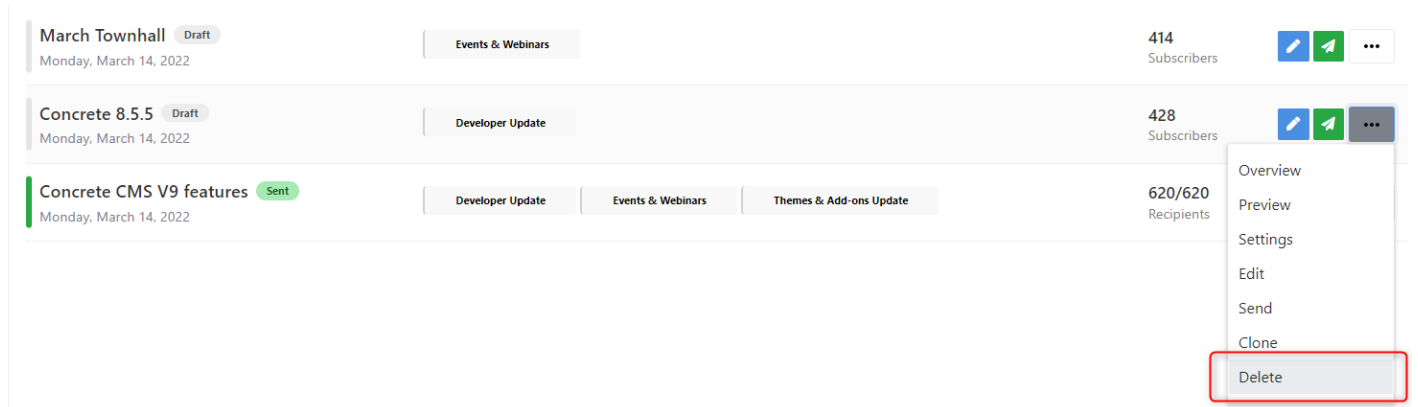 March Townhall Draft
Monday, March 14, 2022
Events & Webinars
414
Subscribers
Concrete 8.5.5 Draft
Monday, March 14, 2022
Developer Update
428
Subscribers
Concrete CMS V9 features Sent
Monday, March 14, 2022
Developer Update Events & Webinars Themes & Add-ons Update
620/620
Recipients
Overview
Preview
Settings
Edit
Send
Clone
Delete